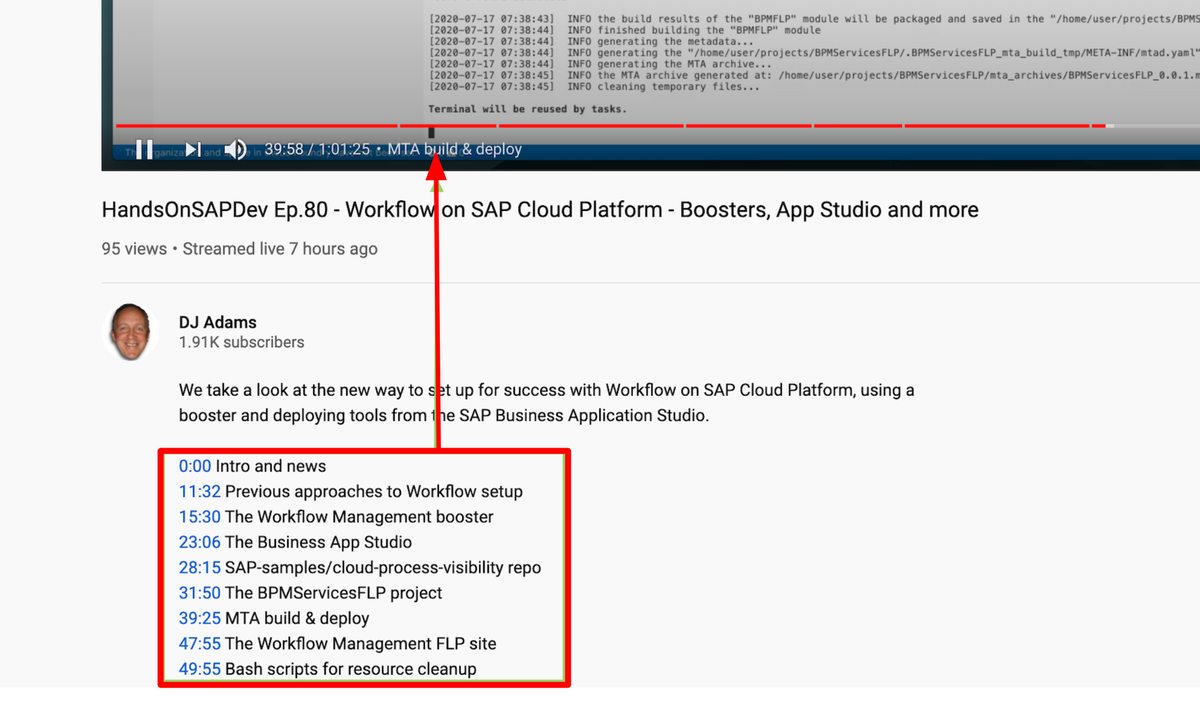 [2020-07-17 07:38:43] INFO the build results of the "BPMFLP" module will be packaged and saved in the "/home/user/projects/BPMS
[2020-07-17 07:38:44] INFO finished building the "BPMFLP" module
[2020-07-17 07:38:44] INFO generating the metadata...
[2020-07-17 07:38:44] INFO generating the "/home/user/projects/BPMServicesFLP/.BPMServicesFLP_mta_build_tmp/META-INF/mtad.yaml"
[2020-07-17 07:38:44] INFO generating the MTA archive...
[2020-07-17 07:38:45] INFO the MTA archive generated at: /home/user/projects/BPMServicesFLP/mta_archives/BPMServicesFLP_0.0.1.m
[2020-07-17 07:38:45] INFO cleaning temporary files...
Terminal will be reused by tasks.
39:58 / 1:01:25 • MTA build & deploy
HandsOnSAPDev Ep.80 - Workflow on SAP Cloud Platform - Boosters, App Studio and more
95 views • Streamed live 7 hours ago
DJ Adams
1.91K subscribers
We take a look at the new way to set up for success with Workflow on SAP Cloud Platform, using a
booster and deploying tools from the SAP Business Application Studio.
0:00 Intro and news
11:32 Previous approaches to Workflow setup
15:30 The Workflow Management booster
23:06 The Business App Studio
28:15 SAP-samples/cloud-process-visibility repo
31:50 The BPMServicesFLP project
39:25 MTA build & deploy
47:55 The Workflow Management FLP site
49:55 Bash scripts for resource cleanup